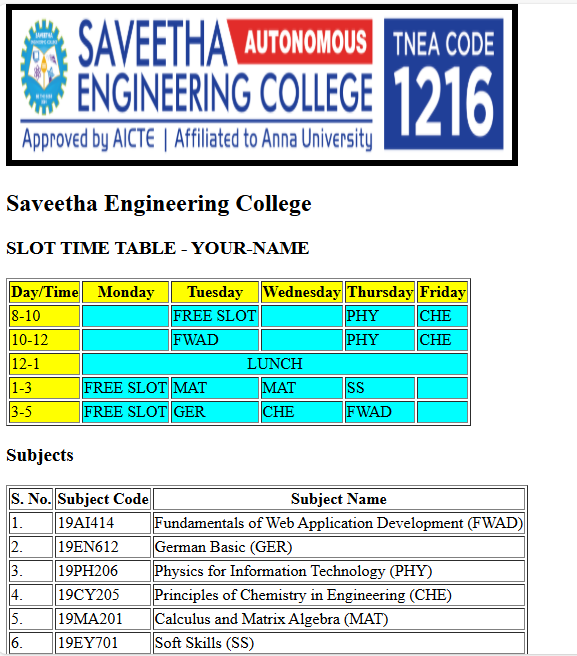 SAVEETHA AUTONOMOUS
ENGINEERING COLLEGE
Approved by AICTE | Affiliated to Anna University
TNEA CODE
1216
Saveetha Engineering College
SLOT TIME TABLE - YOUR-NAME
Day/Time Monday Tuesday Wednesday Thursday Friday
8-10 FREE SLOT PHY CHE
10-12 FWAD PHY CHE
12-1 LUNCH
1-3 FREE SLOT MAT MAT SS
3-5 FREE SLOT GER CHE FWAD
Subjects
S. No. Subject Code Subject Name
1. 19AI414 Fundamentals of Web Application Development (FWAD)
2. 19EN612 German Basic (GER)
3. 19PH206 Physics for Information Technology (PHY)
4. 19CY205 Principles of Chemistry in Engineering (CHE)
5. 19MA201 Calculus and Matrix Algebra (MAT)
6. 19EY701 Soft Skills (SS)